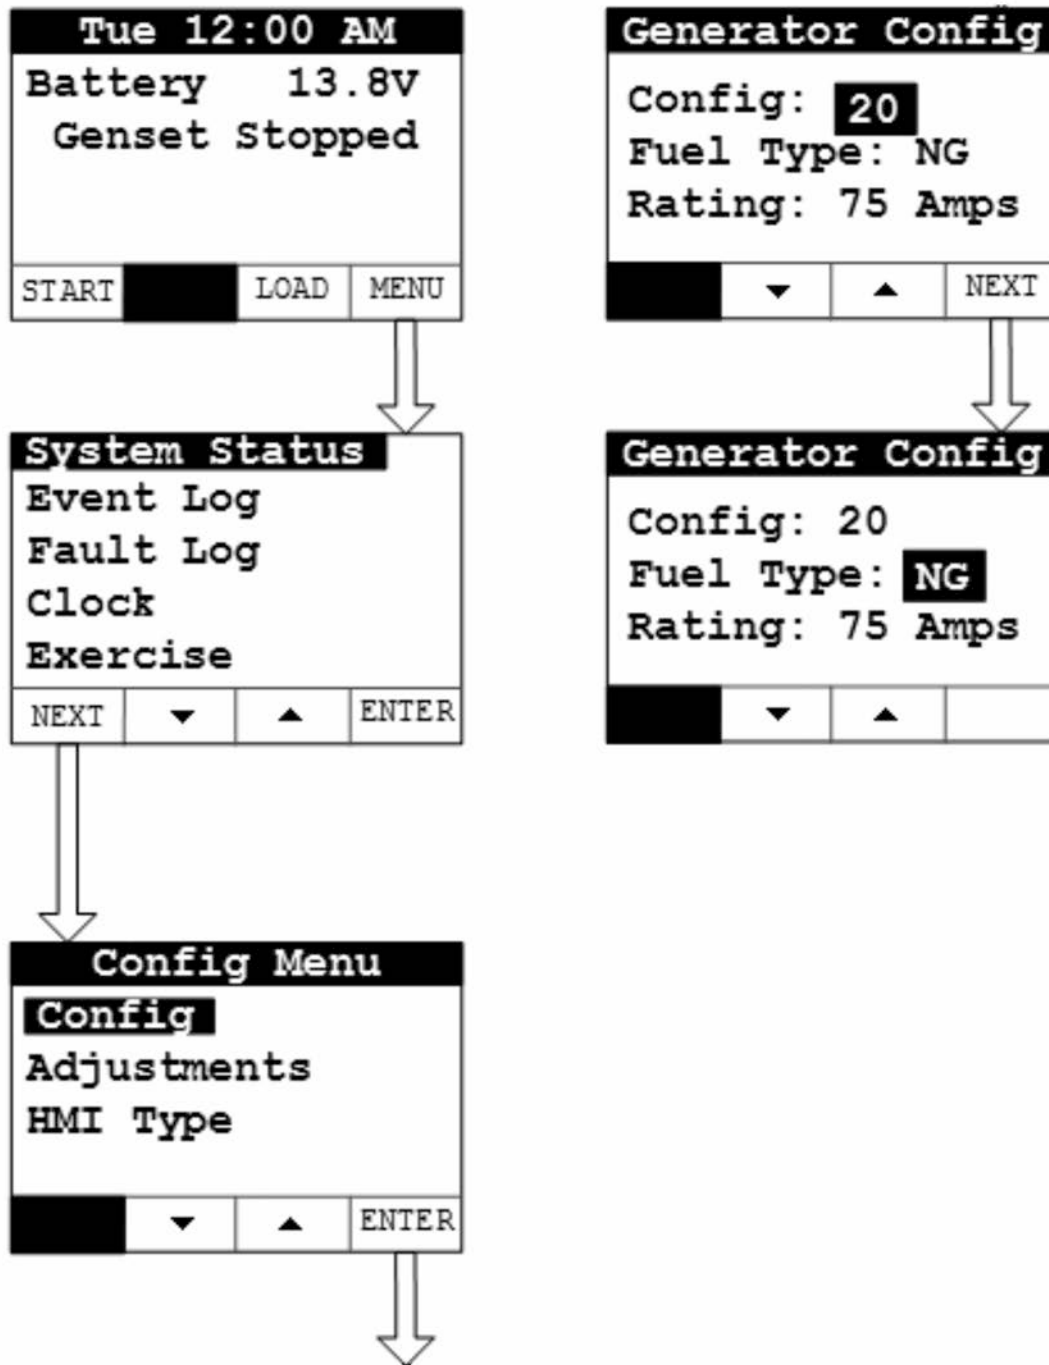 Tue 12:00 AM
Battery 13.8V
Genset Stopped
START LOAD MENU
System Status
Event Log
Fault Log
Clock
Exercise
NEXT ▼ ▲ ENTER
Config Menu
Config
Adjustments
HMI Type
▼ ▲ ENTER
Generator Config
Config: 20
Fuel Type: NG
Rating: 75 Amps
▼ ▲ NEXT
Generator Config
Config: 20
Fuel Type: NG
Rating: 75 Amps
▼ ▲